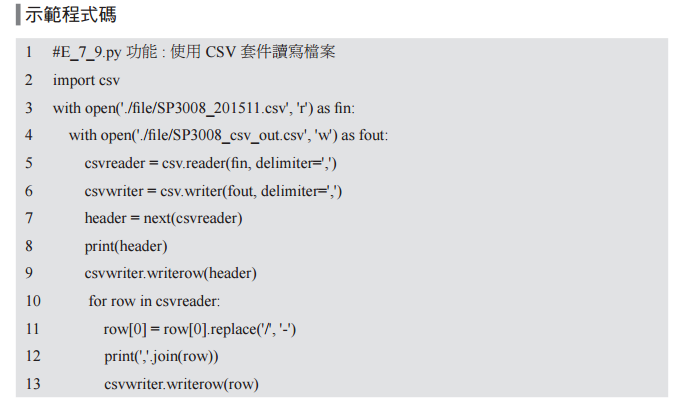 示範程式碼
1 #E_7_9.py 功能 : 使用 CSV 套件讀寫檔案
2 import csv
3 with open('./file/SP3008_201511.csv', 'r') as fin:
4 with open('./file/SP3008_csv_out.csv', 'w') as fout:
5 csvreader = csv.reader(fin, delimiter=',')
6 csvwriter = csv.writer(fout, delimiter=',')
7 header = next(csvreader)
8 print(header)
9 csvwriter.writerow(header)
10 for row in csvreader:
11 row[0] = row[0].replace('/', '-')
12 print(','.join(row))
13 csvwriter.writerow(row)